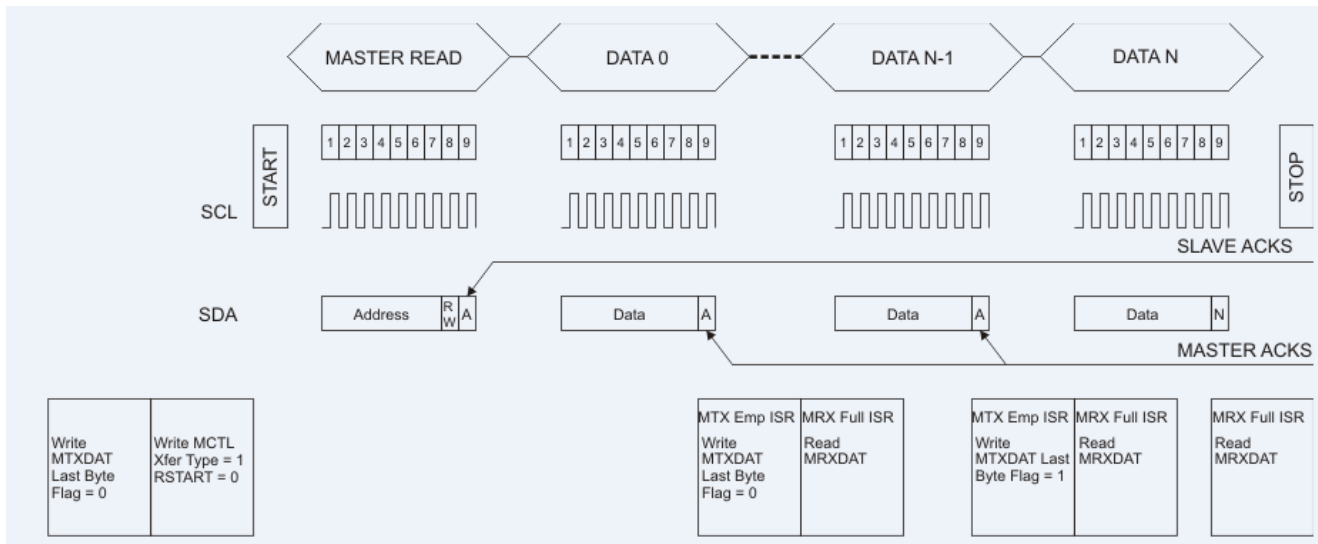 MASTER READ DATA 0 DATA N-1 DATA N
START
1 2 3 4 5 6 7 8 9 1 2 3 4 5 6 7 8 9 1 2 3 4 5 6 7 8 9 1 2 3 4 5 6 7 8 9
STOP
SCL
SLAVE ACKS
SDA
Address
R
W
A
Data A
Data A
Data N
MASTER ACKS
Write
MTXDAT
Last Byte
Flag = 0
Write MCTL
Xfer Type = 1
RSTART = 0
MTX Emp ISR
Write
MTXDAT
Last Byte
Flag = 0
MRX Full ISR
Read
MRXDAT
MTX Emp ISR
Write
MTXDAT Last
Byte Flag = 1
MRX Full ISR
Read
MRXDAT
MRX Full ISR
Read
MRXDAT